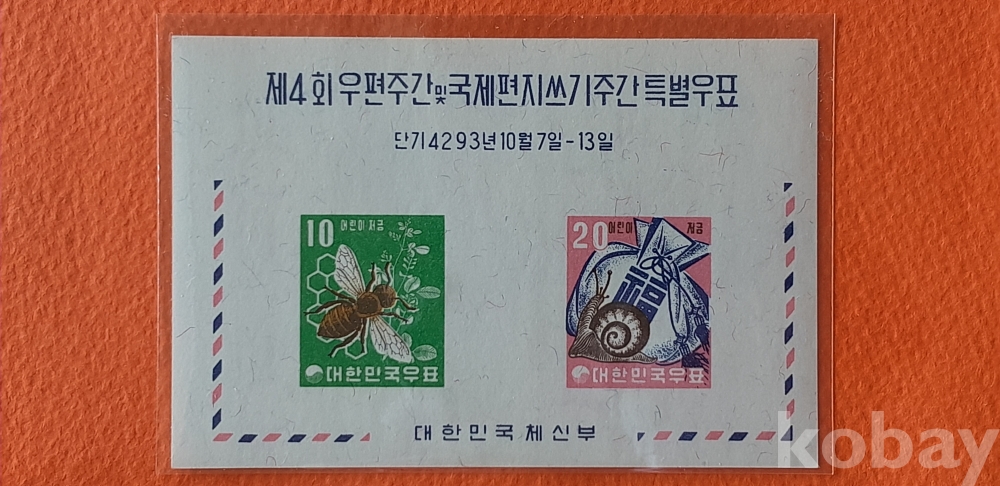 제4회 우편주간및국제편지쓰기주간 특별우표
단기4293년10월7일-13일
10 어린이 저금
대한민국우표
20 어린이 저금
대한민국우표
대한민국체신부
kobay